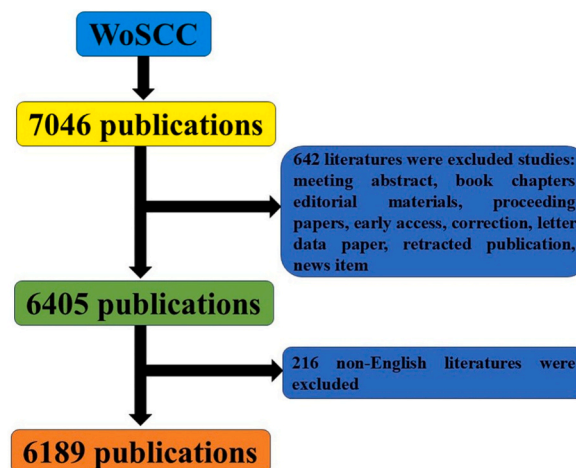 WoSCC
7046 publications
642 literatures were excluded studies:
meeting abstract, book chapters
editorial materials, proceeding
papers, early access, correction, letter
data paper, retracted publication,
news item
6405 publications
216 non-English literatures were
excluded
6189 publications